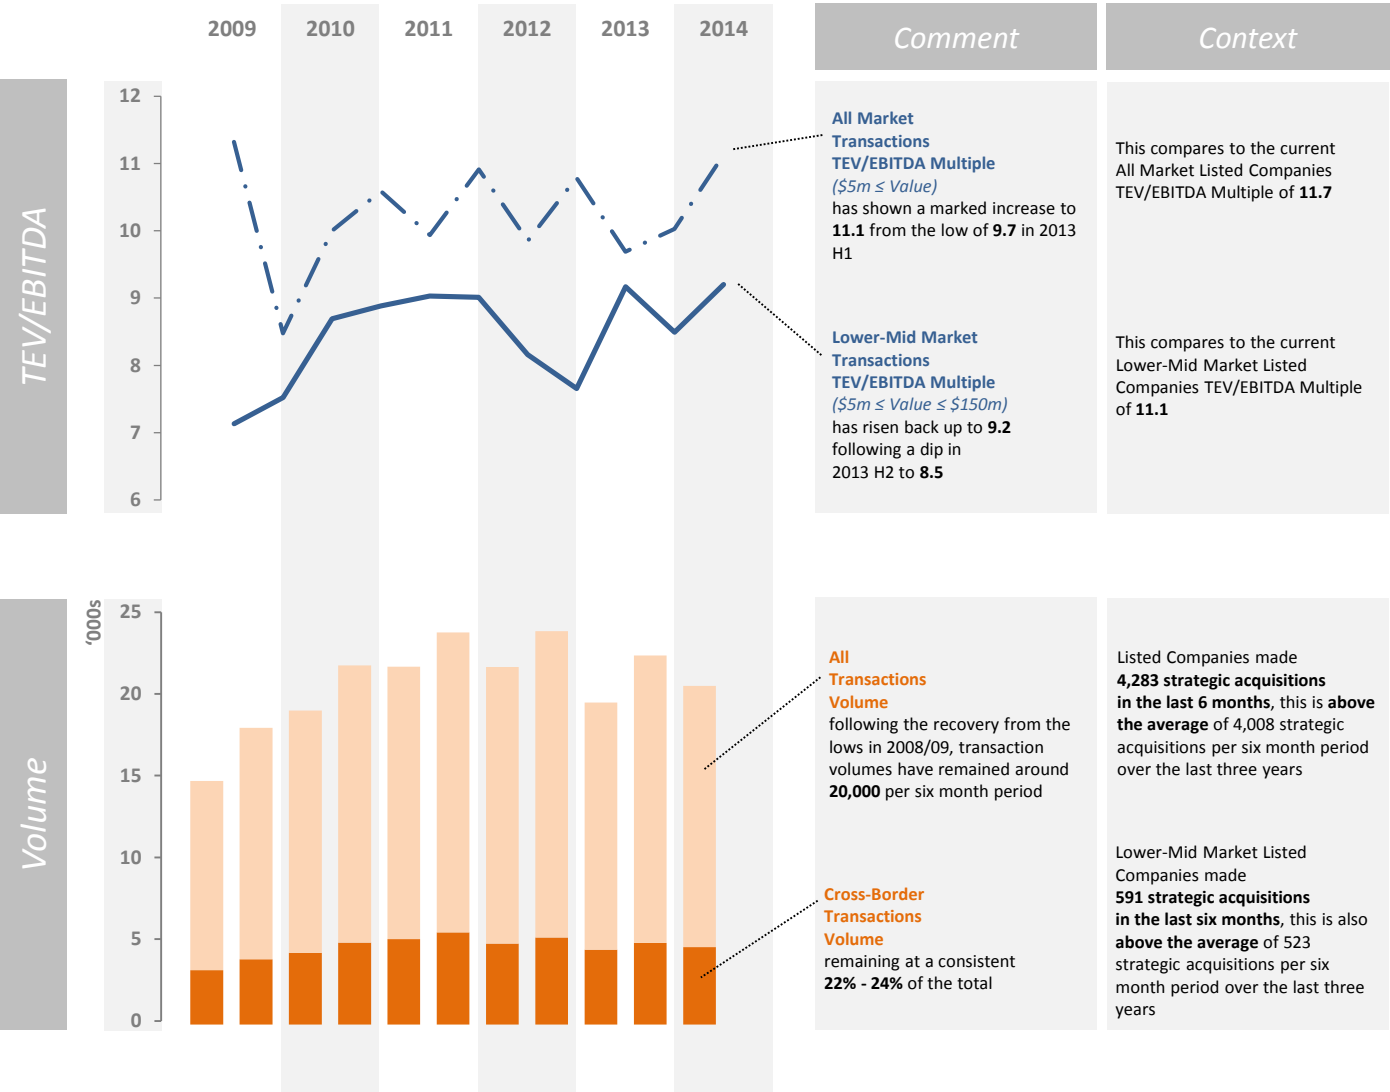 2009 2010 2011 2012 2013 2014
Comment
Context
TEV/EBITDA
12
11
10
9
8
7
6
All Market
Transactions
TEV/EBITDA Multiple
($5m ≤ Value)
has shown a marked increase to
11.1 from the low of 9.7 in 2013
H1
This compares to the current
All Market Listed Companies
TEV/EBITDA Multiple of 11.7
Lower-Mid Market
Transactions
TEV/EBITDA Multiple
($5m ≤ Value ≤ $150m)
has risen back up to 9.2
following a dip in
2013 H2 to 8.5
This compares to the current
Lower-Mid Market Listed
Companies TEV/EBITDA Multiple
of 11.1
Volume
'000s
25
20
15
10
5
0
All
Transactions
Volume
following the recovery from the
lows in 2008/09, transaction
volumes have remained around
20,000 per six month period
Listed Companies made
4,283 strategic acquisitions
in the last 6 months, this is above
the average of 4,008 strategic
acquisitions per six month period
over the last three years
Cross-Border
Transactions
Volume
remaining at a consistent
22% - 24% of the total
Lower-Mid Market Listed
Companies made
591 strategic acquisitions
in the last six months, this is also
above the average of 523
strategic acquisitions per six
month period over the last three
years